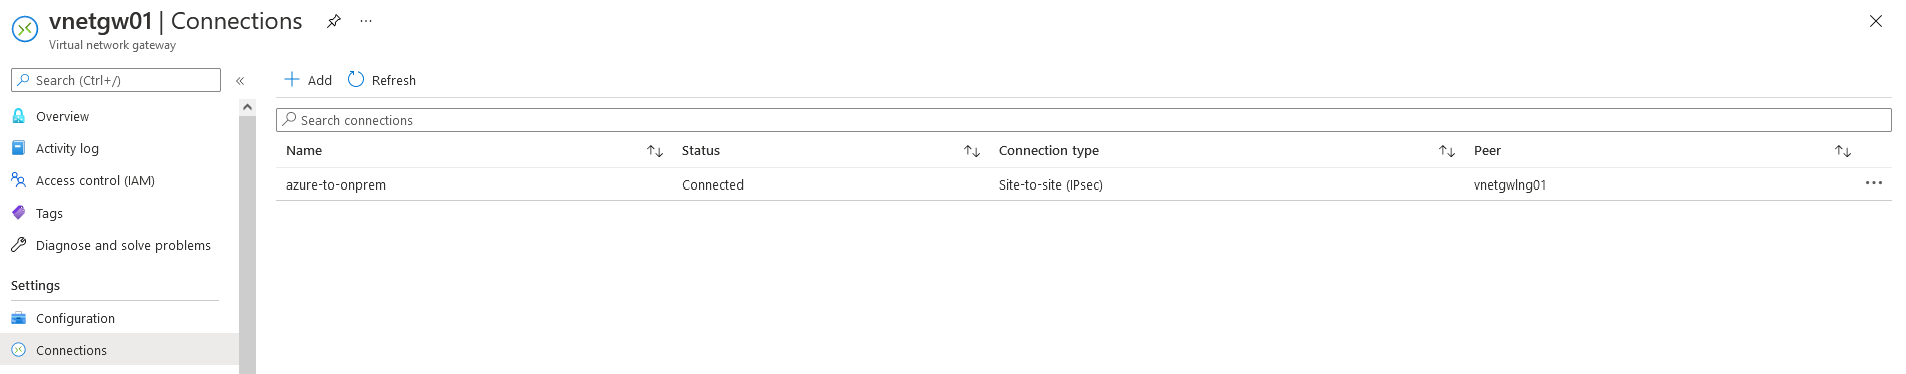 vnetgw01 | Connections
Virtual network gateway
Search (Ctrl+/)
Overview
Activity log
Access control (IAM)
Tags
Diagnose and solve problems
Settings
Configuration
Connections
Add Refresh
Search connections
Name Status Connection type Peer
azure-to-onprem Connected Site-to-site (IPsec) vnetgwlng01